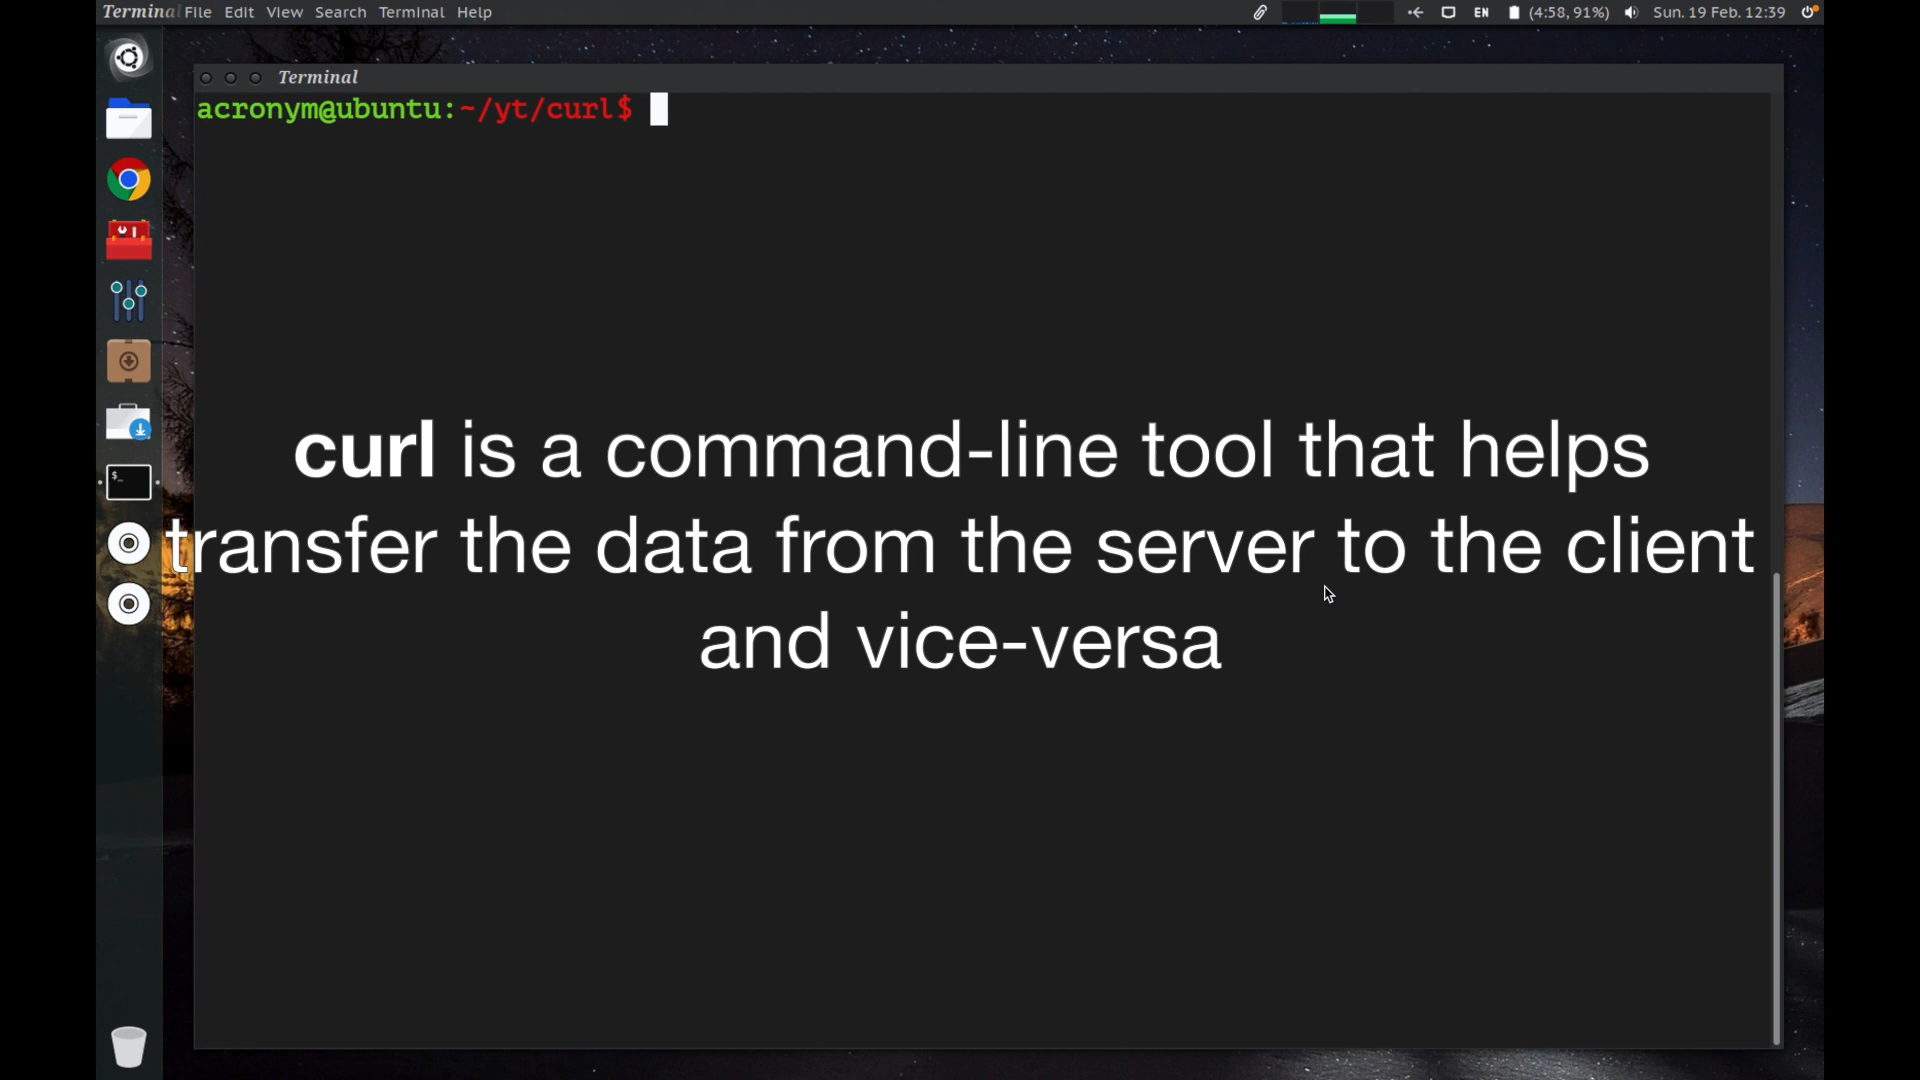 Terminal File Edit View Search Terminal Help EN (4:58, 91%) Sun. 19 Feb. 12:39
Terminal
acronym@ubuntu:~/yt/curl$
$_
curl is a command-line tool that helps
transfer the data from the server to the client
and vice-versa